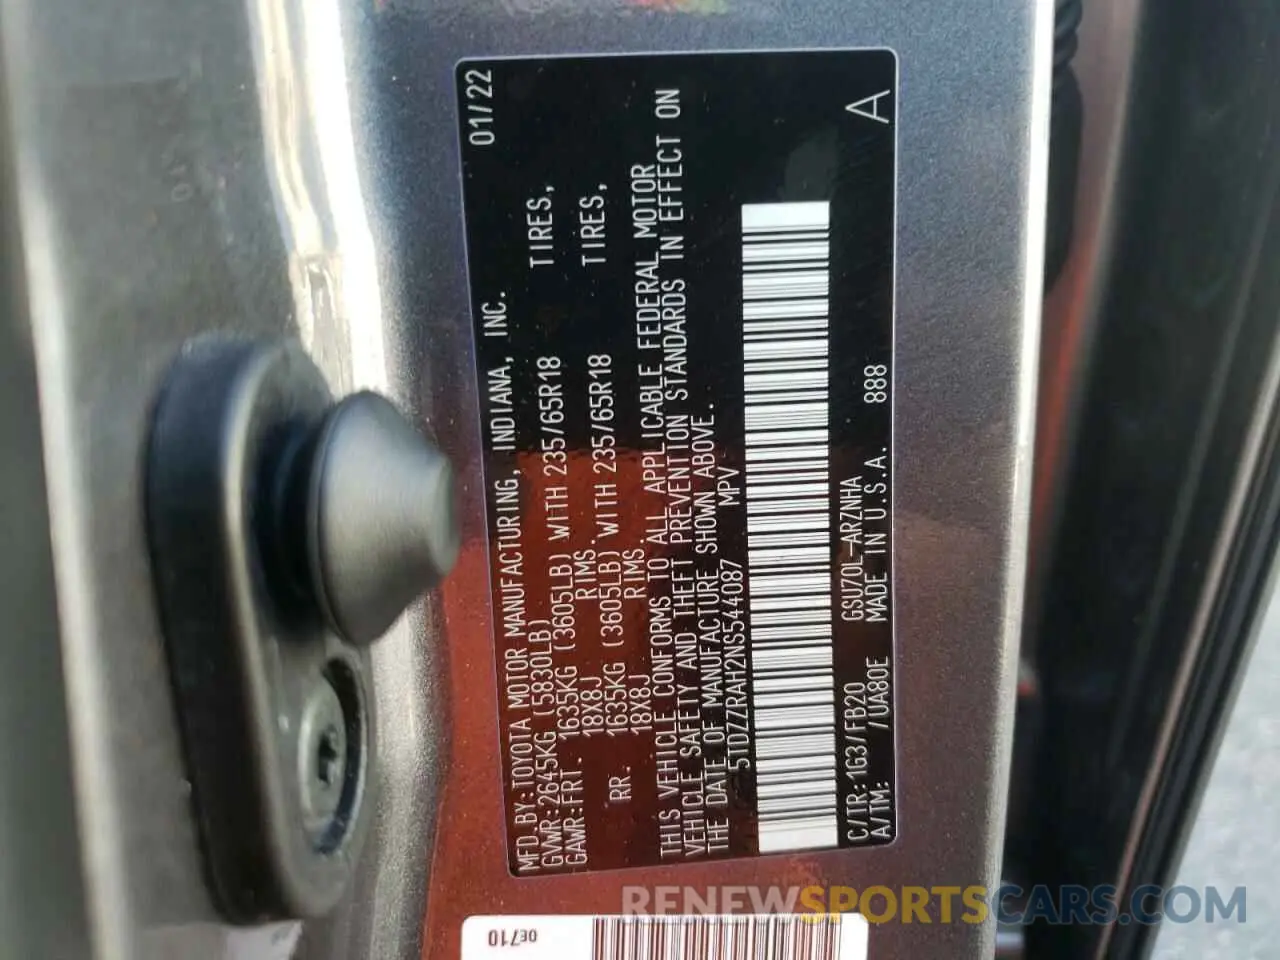 MFD.BY:TOYOTA MOTOR MANUFACTURING, INDIANA, INC. 01/22
GVWR:2645KG (5830LB)
GAWR:FRT. 1635KG (3605LB) WITH 235/65R18 TIRES,
18X8J RIMS.
RR. 1635KG (3605LB) WITH 235/65R18 TIRES,
18X8J RIMS.
THIS VEHICLE CONFORMS TO ALL APPLICABLE FEDERAL MOTOR
VEHICLE SAFETY AND THEFT PREVENTION STANDARDS IN EFFECT ON
THE DATE OF MANUFACTURE SHOWN ABOVE.
5TDZZRAH2NS544087 MPV
C/TR:1G3/FB20 GSU70L-ARZNHA
A/TM: /UA80E MADE IN U.S.A. 888 A
0E710
RENEWSPORTSCARS.COM